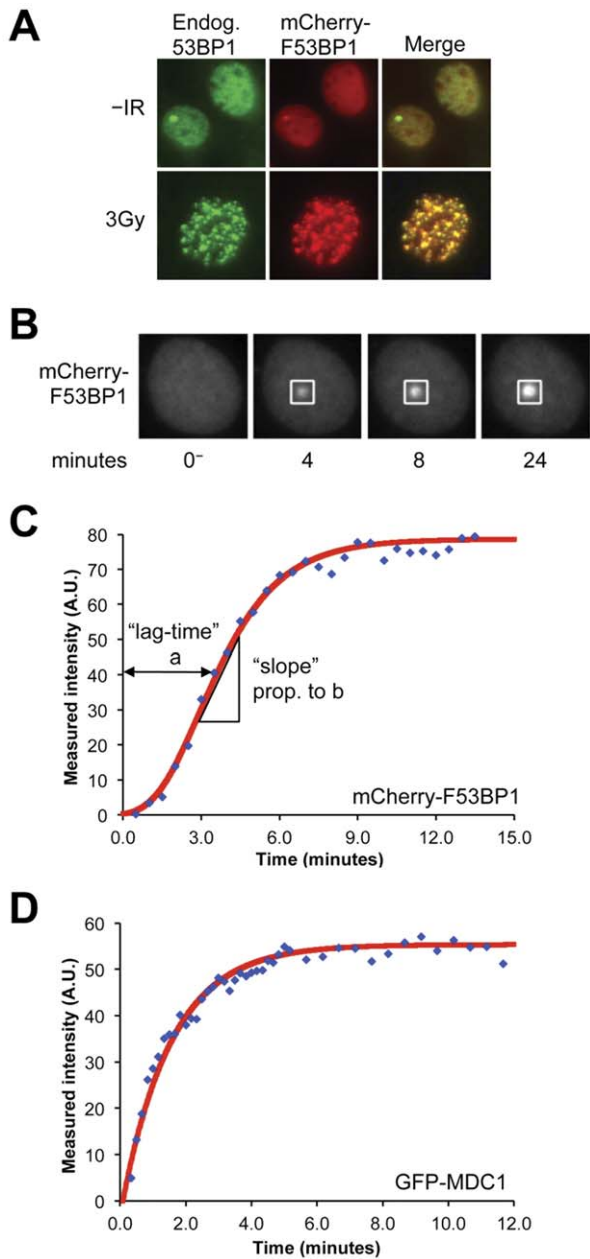 A
Endog.
53BP1
mCherry-
F53BP1
Merge
–IR
3Gy
B
mCherry-
F53BP1
minutes
0⁻
4
8
24
C
Measured intensity (A.U.)
80
70
60
50
40
30
20
10
0
"lag-time"
a
"slope"
prop. to b
mCherry-F53BP1
0.0
3.0
6.0
9.0
12.0
15.0
Time (minutes)
D
Measured intensity (A.U.)
60
50
40
30
20
10
0
GFP-MDC1
0.0
2.0
4.0
6.0
8.0
10.0
12.0
Time (minutes)